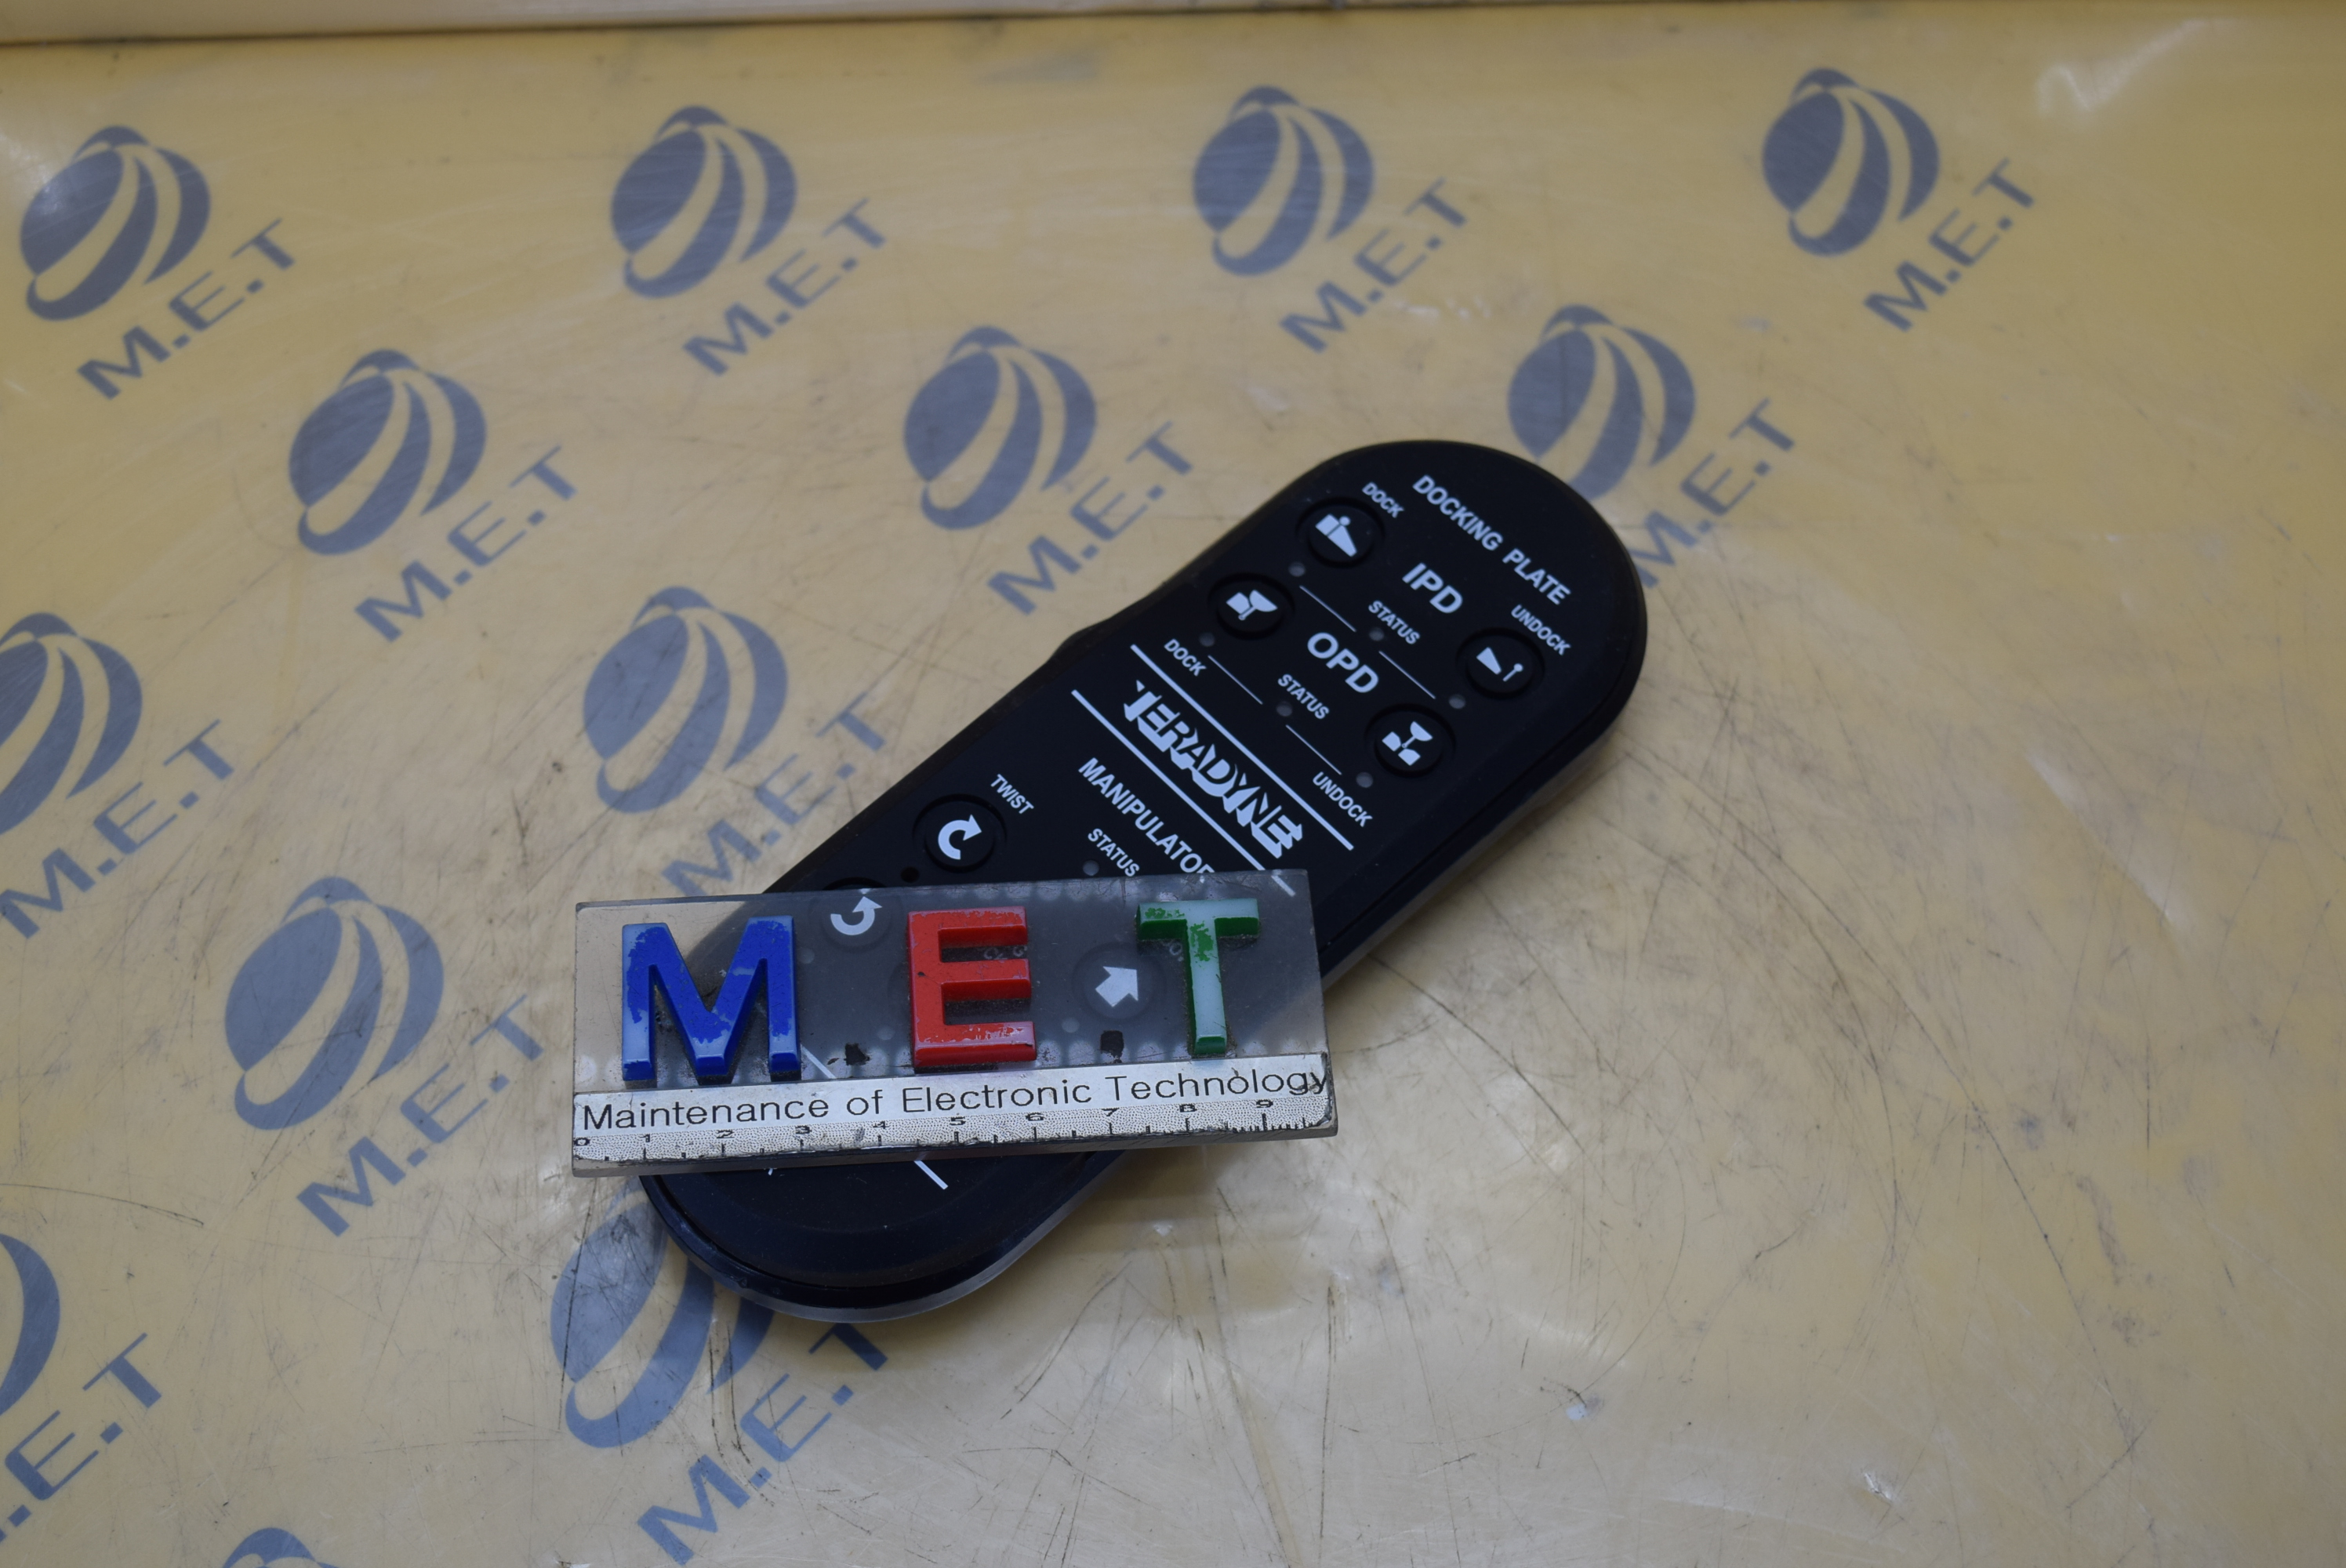 M.E.T
M.E.T
M.E.T
M.E.T
M.E.T
M.E.T
M.E.T
M.E.T
M.E.T
M.E.T
M.E.T
M.E.T
DOCKING PLATE
DOCK
IPD
UNDOCK
STATUS
OPD
DOCK
STATUS
UNDOCK
TERADYNE
MANIPULATOR
TWIST
STATUS
M.E.T
Maintenance of Electronic Technology
0 1 2 3 4 5 6 7 8 9